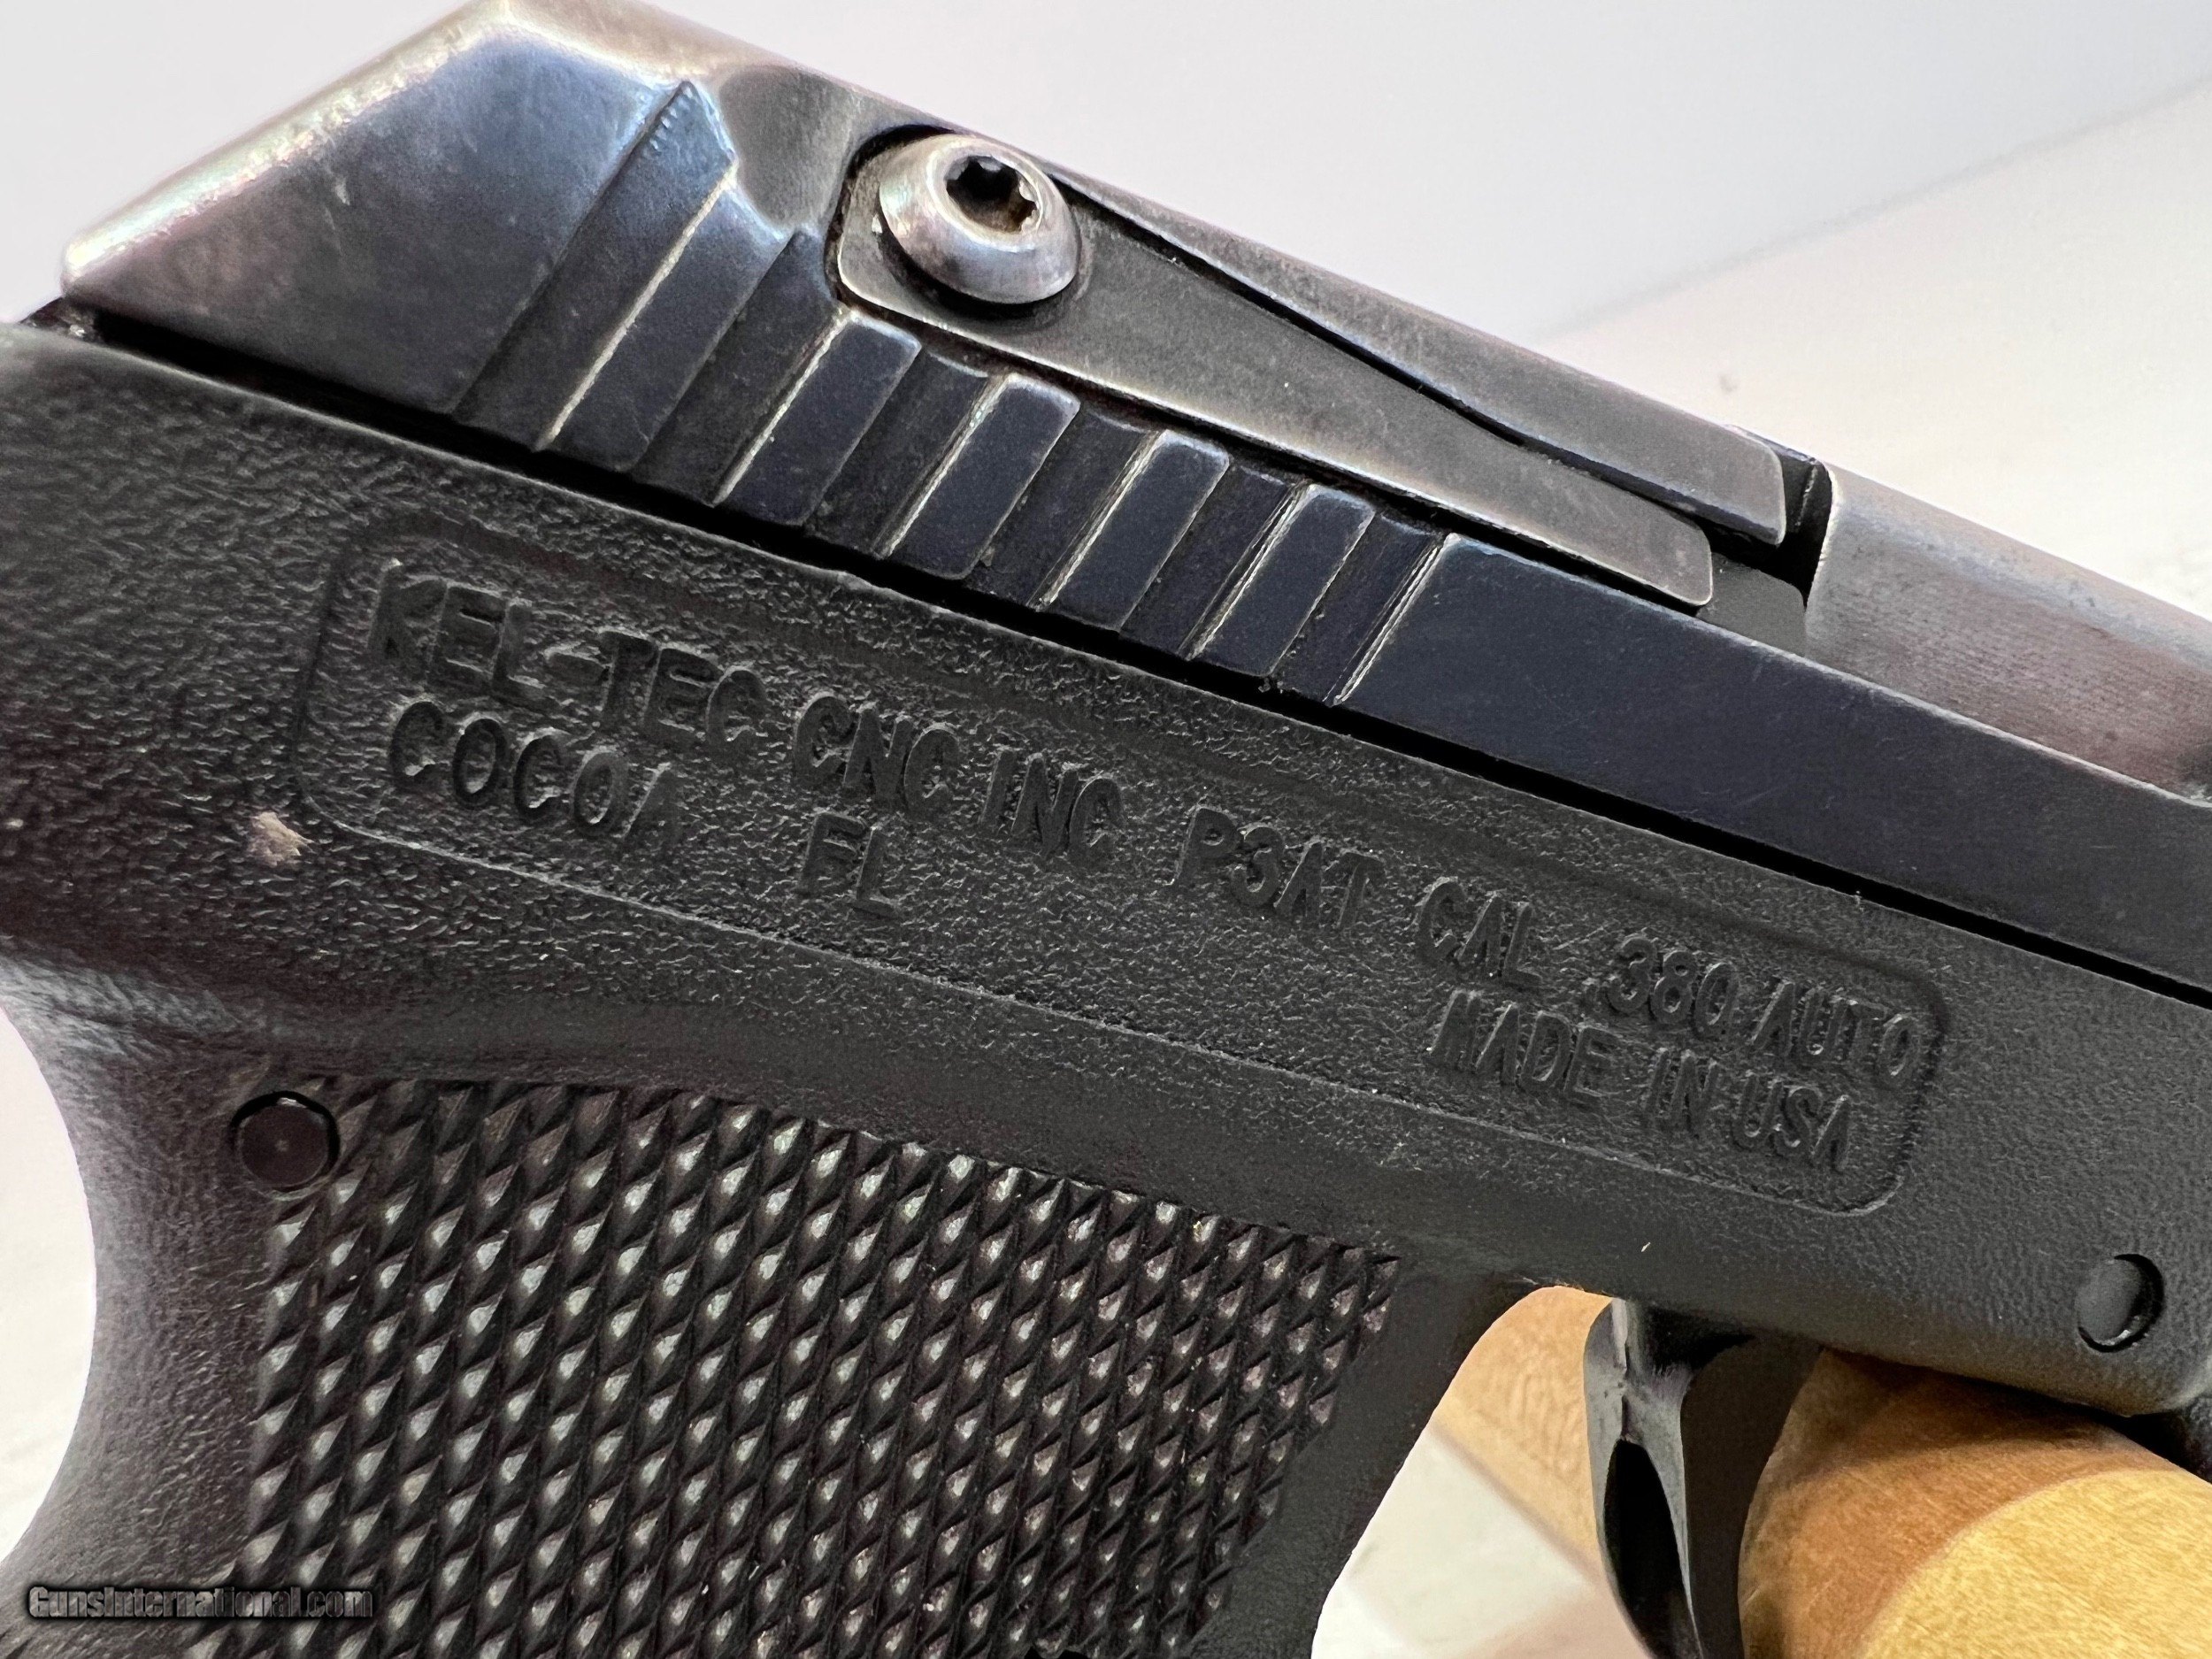 KEL-TEC CNC INC P3AT CAL .380 AUTO
COCOA FL MADE IN USA
GunsInternational.com